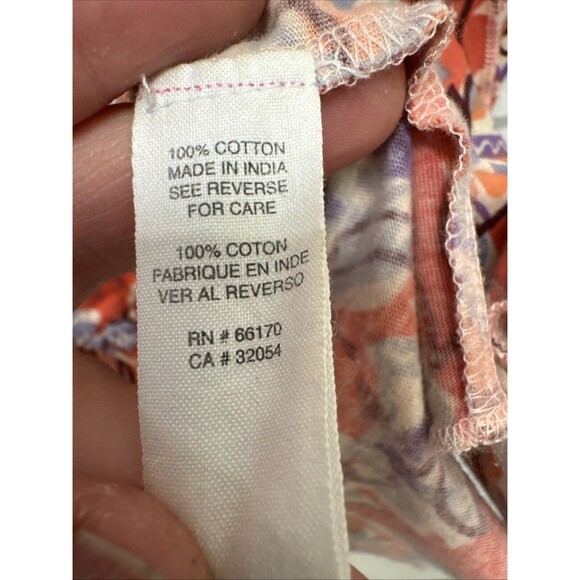 100% COTTON
MADE IN INDIA
SEE REVERSE
FOR CARE
100% COTON
FABRIQUE EN INDE
VER AL REVERSO
RN # 66170
CA # 32054